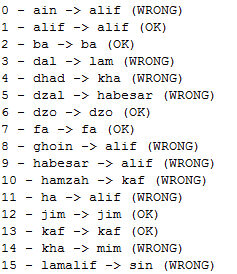 0 - ain -> alif (WRONG)
1 - alif -> alif (OK)
2 - ba -> ba (OK)
3 - dal -> lam (WRONG)
4 - dhad -> kha (WRONG)
5 - dzal -> habesar (WRONG)
6 - dzo -> dzo (OK)
7 - fa -> fa (OK)
8 - ghoin -> alif (WRONG)
9 - habesar -> alif (WRONG)
10 - hamzah -> kaf (WRONG)
11 - ha -> alif (WRONG)
12 - jim -> jim (OK)
13 - kaf -> kaf (OK)
14 - kha -> mim (WRONG)
15 - lamalif -> sin (WRONG)